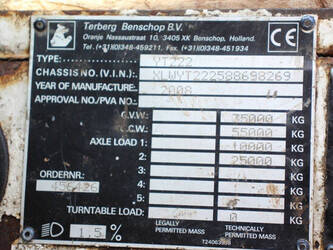 Terberg Benschop B.V.
Oranje Nassaustraat 10, 3405 XK Benschop, Holland.
Tel.(+31)(0)348-459211. Fax.(+31)(0)348-451934
CE
TYPE: YT222
CHASSIS NO.(V.I.N.): XLWYT222588698269
YEAR OF MANUFACTURE: 2008
APPROVAL NO./PVA NO.:
G.V.W: 35000 KG
G.C.W: 55000 KG
AXLE LOAD 1: 10000 KG
2: 25000 KG
ORDERNR: 3: KG
456426 4: KG
5: KG
TURNTABLE LOAD: 0 KG
1.5 %
LEGALLY PERMITTED MASS
TECHNICALLY PERMITTED MASS